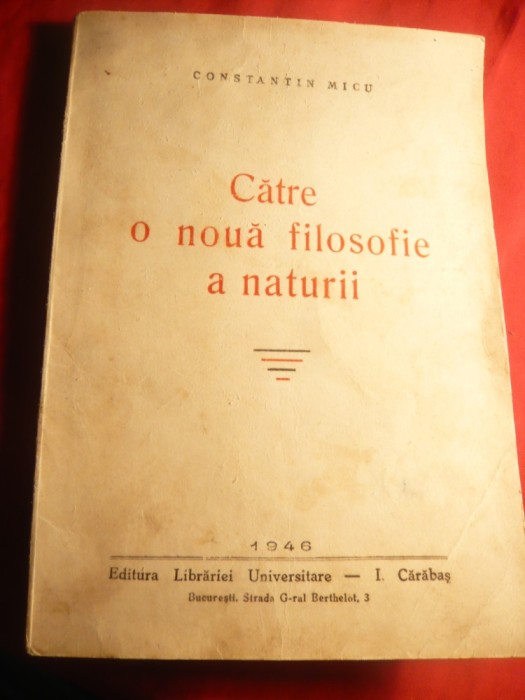 CONSTANTIN MICU
Către
o nouă filosofie
a naturii
1946
Editura Librăriei Universitare — I. Cărăbaş
Bucureşti. Strada G-ral Berthelot, 3